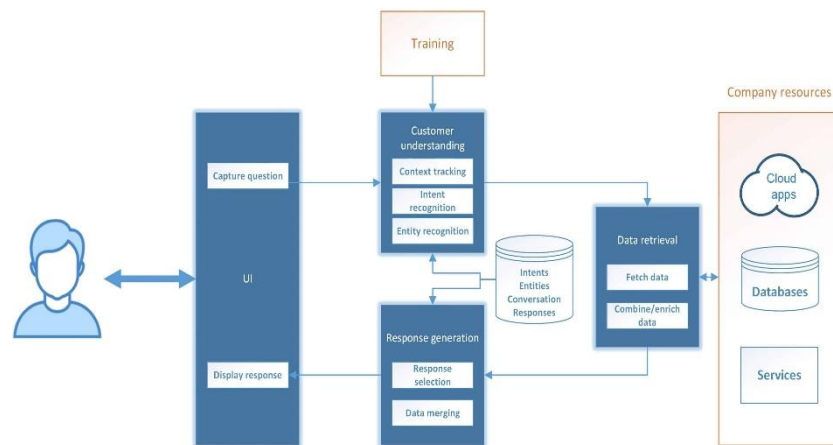 Training
Company resources
Customer
understanding
Capture question
Context tracking
Intent
recognition
Entity recognition
Cloud
apps
Data retrieval
UI
Intents
Entities
Conversation
Responses
Fetch data
Databases
Combine/enrich
data
Response generation
Display response
Response
selection
Services
Data merging